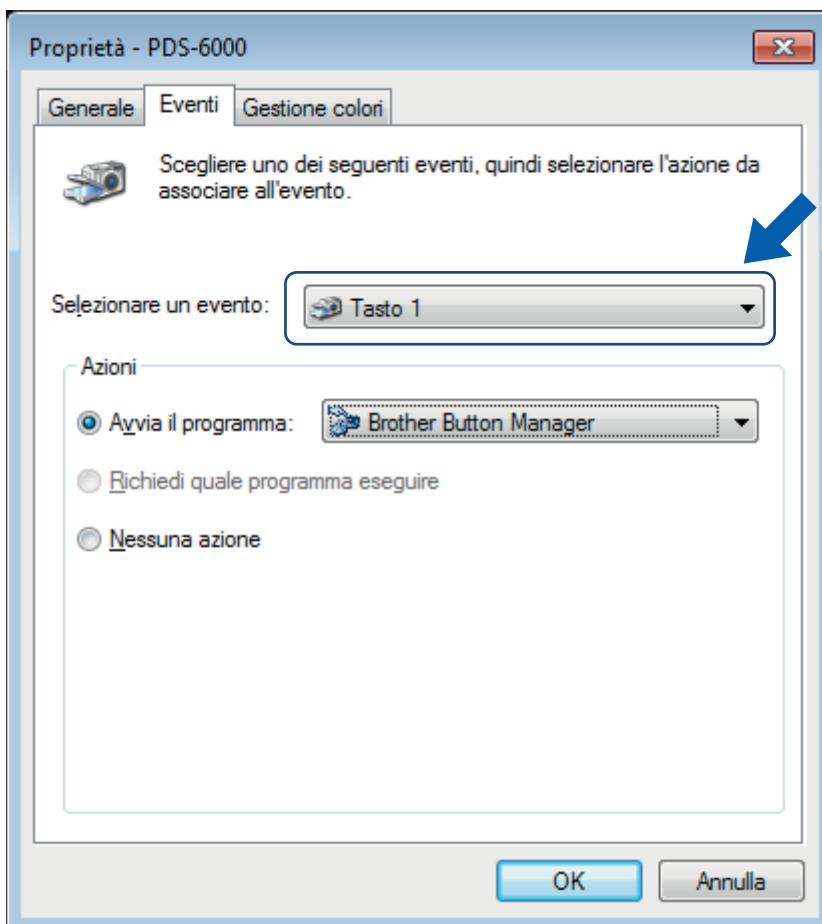 Proprietà - PDS-6000
Generale Eventi Gestione colori
Scegliere uno dei seguenti eventi, quindi selezionare l'azione da
associare all'evento.
Selezionare un evento: Tasto 1
Azioni
Avvia il programma: Brother Button Manager
Richiedi quale programma eseguire
Nessuna azione
OK Annulla